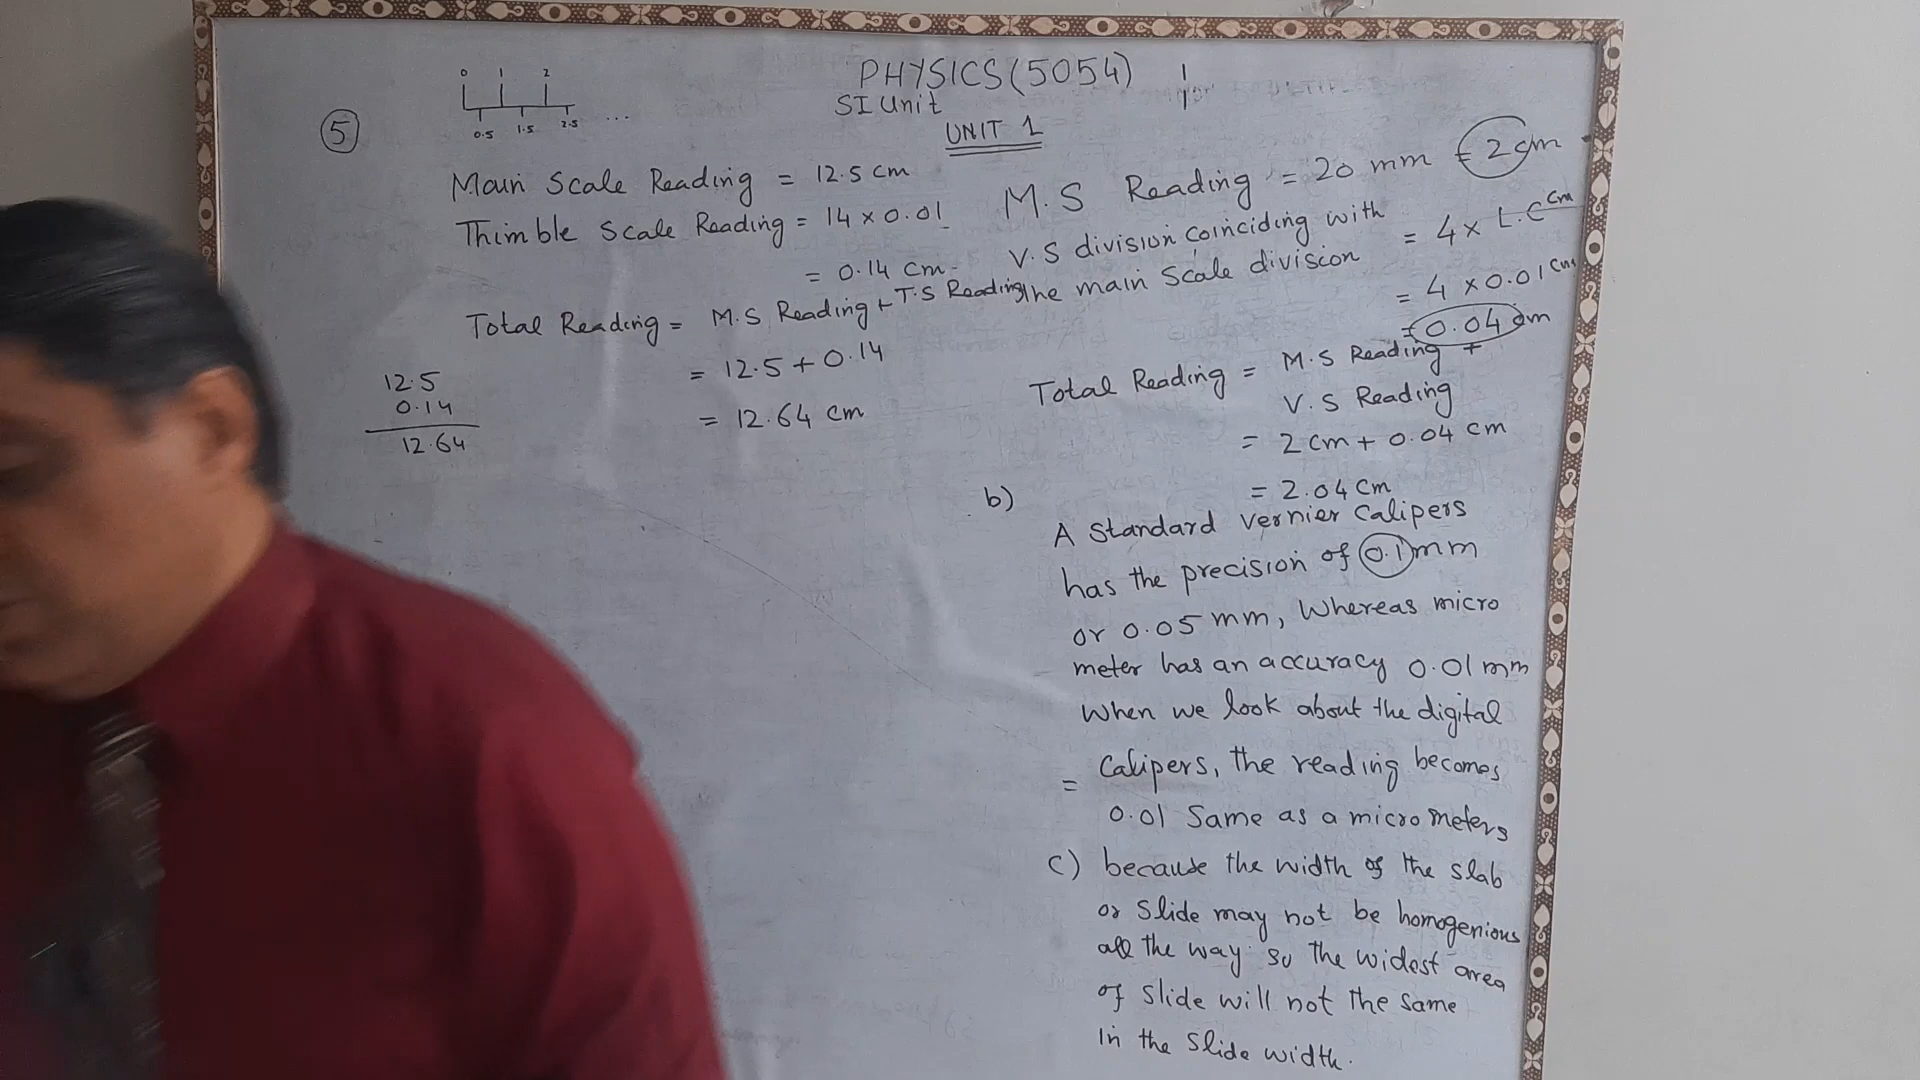 PHYSICS (5054)
SI Unit
UNIT 1
5
0 1 2
0.5 1.5 2.5 ...
Main Scale Reading = 12.5 cm
Thimble Scale Reading = 14 x 0.01
= 0.14 cm
Total Reading = M.S Reading + T.S Reading
= 12.5 + 0.14
= 12.64 cm
12.5
0.14
12.64
M.S Reading = 20 mm = 2 cm
V.S division coinciding with = 4 x L.C cm
the main scale division
= 4 x 0.01 cm
= 0.04 cm
Total Reading = M.S Reading +
V.S Reading
= 2 cm + 0.04 cm
= 2.04 cm
b)
A standard vernier calipers
has the precision of 0.1 mm
or 0.05 mm, whereas micro
meter has an accuracy 0.01 mm
When we look about the digital
= Calipers, the reading becomes
0.01 Same as a micrometers
c) because the width of the slab
or slide may not be homogenious
all the way so the widest area
of slide will not the same
in the slide width.